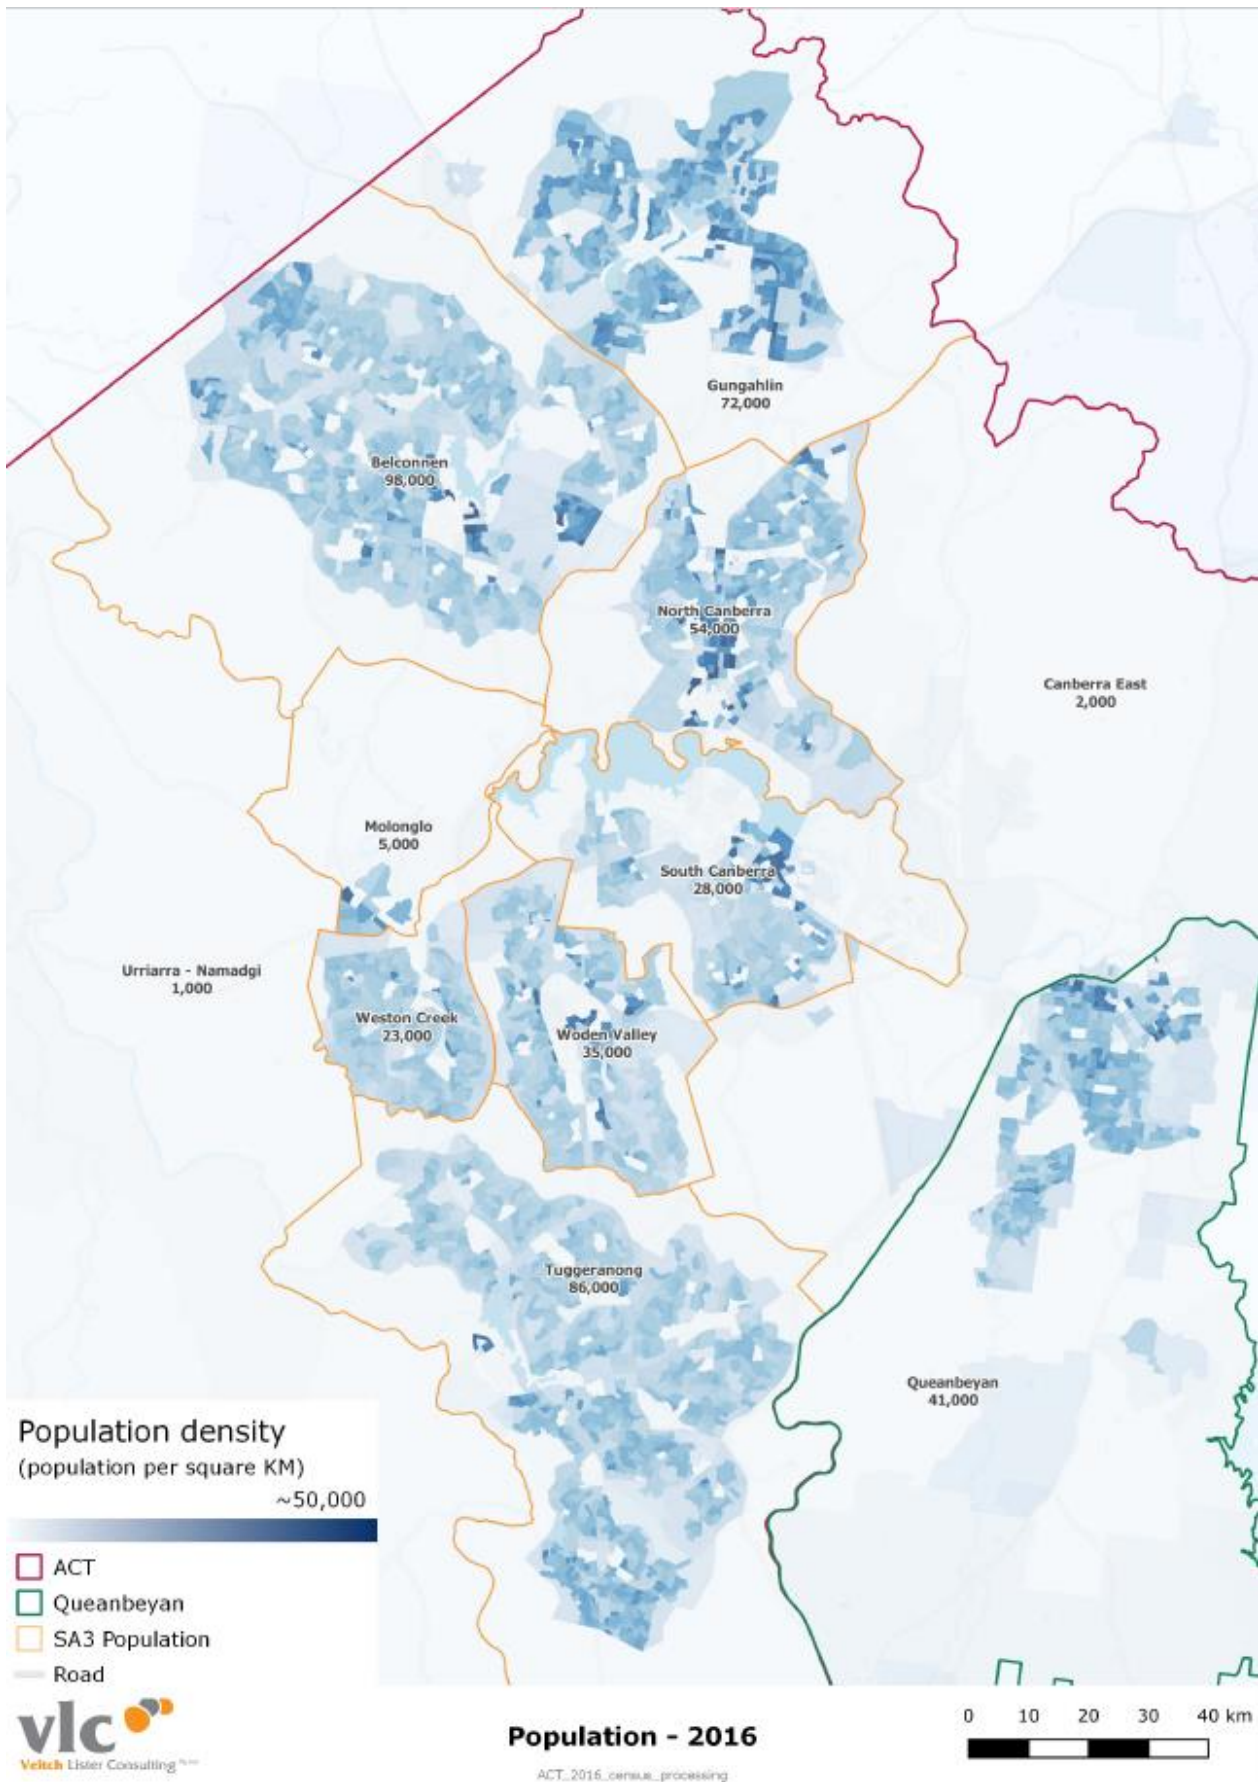 Gungahlin
72,000
Belconnen
98,000
North Canberra
54,000
Canberra East
2,000
Molonglo
5,000
South Canberra
28,000
Urriarra - Namadgi
1,000
Weston Creek
23,000
Woden Valley
35,000
Tuggeranong
86,000
Queanbeyan
41,000
Population density
(population per square KM)
~50,000
ACT
Queanbeyan
SA3 Population
Road
vlc
Veitch Lister Consulting
Population - 2016
ACT_2016_census_processing
0 10 20 30 40 km